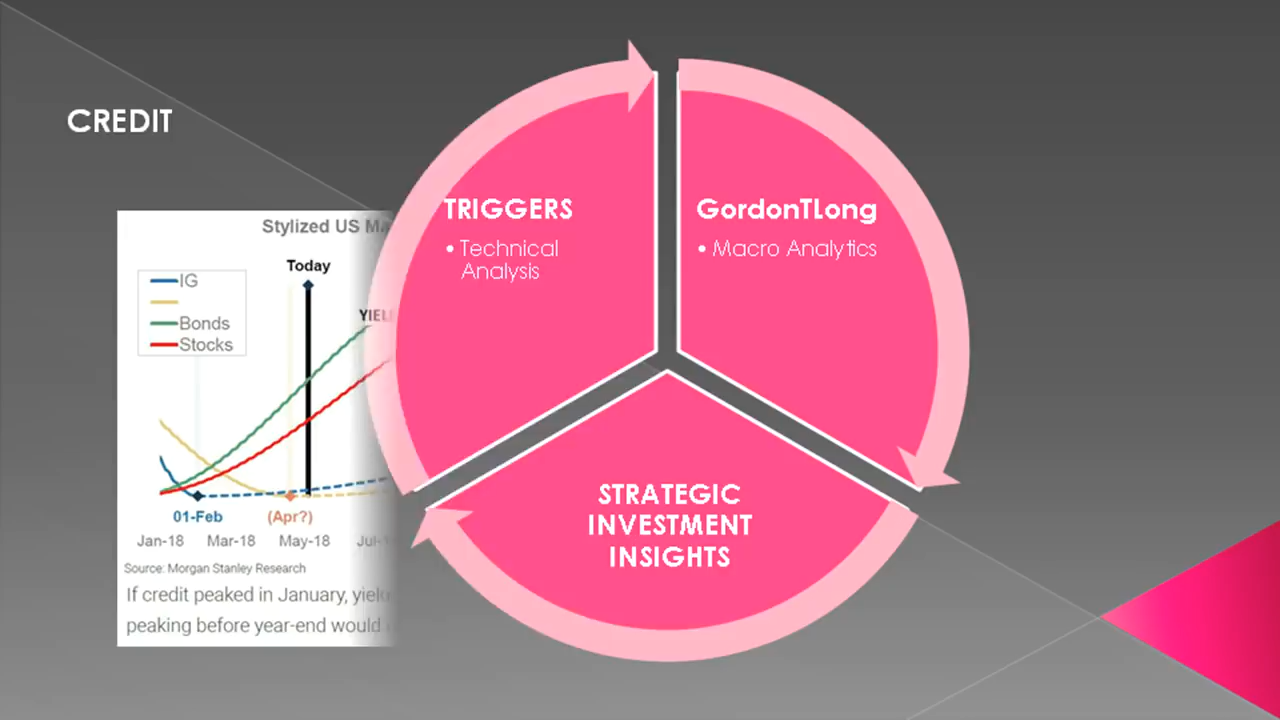 CREDIT
Stylized US Ma
Today
IG
Bonds
Stocks
01-Feb
(Apr?)
Jan-18 Mar-18 May-18 Jul-
Source: Morgan Stanley Research
If credit peaked in January,
peaking before year-end would
TRIGGERS
• Technical
Analysis
GordonTLong
• Macro Analytics
STRATEGIC
INVESTMENT
INSIGHTS